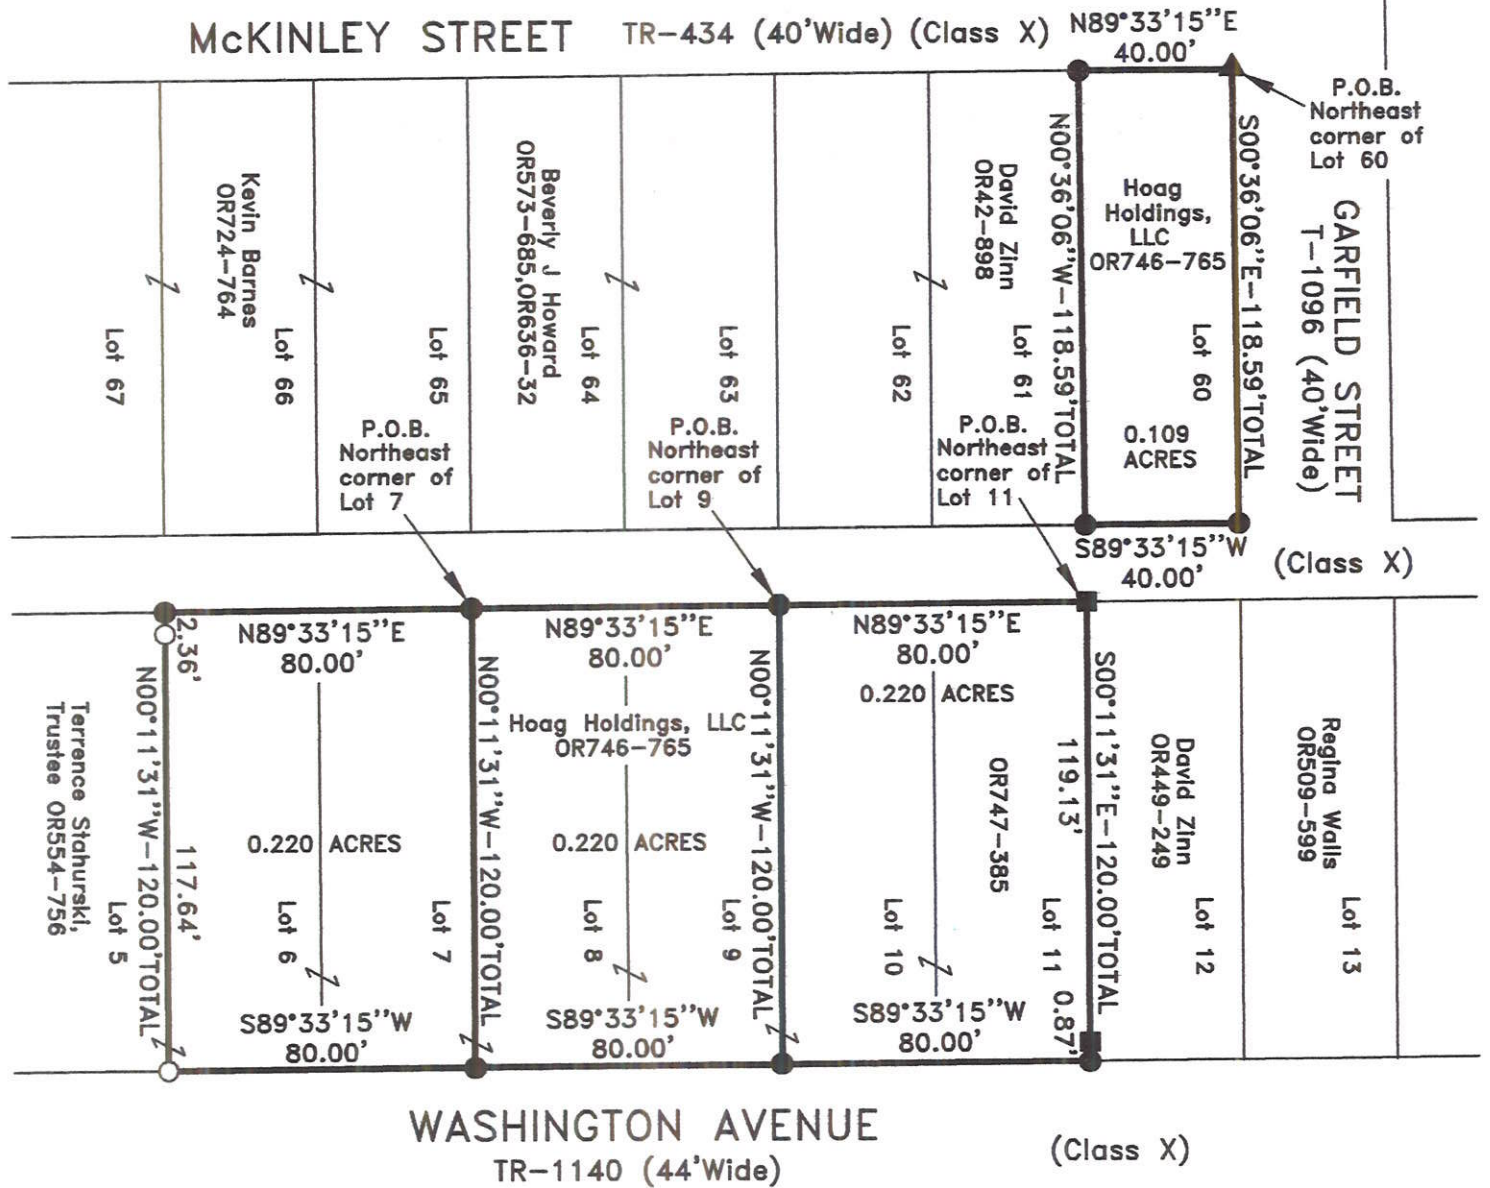 McKINLEY STREET TR-434 (40'Wide) (Class X)
N89°33'15"E
40.00'
P.O.B.
Northeast
corner of
Lot 60
GARFIELD STREET
T-1096 (40'Wide)
S00°36'06"E-118.59'TOTAL
Hoag
Holdings,
LLC
OR746-765
Lot 60
0.109
ACRES
N00°36'06"W-118.59'TOTAL
David Zinn
OR42-898
Lot 61
Lot 62
Lot 63
Beverly J Howard
OR573-685,OR636-32
Lot 64
Lot 65
Kevin Barnes
OR724-764
Lot 66
Lot 67
P.O.B.
Northeast
corner of
Lot 7
P.O.B.
Northeast
corner of
Lot 9
P.O.B.
Northeast
corner of
Lot 11
S89°33'15"W
40.00'
(Class X)
2.36'
N89°33'15"E
80.00'
N89°33'15"E
80.00'
N89°33'15"E
80.00'
Terrence Stahurski,
Trustee OR554-756
Lot 5
N00°11'31"W-120.00'TOTAL
117.64'
0.220 ACRES
Lot 6
Lot 7
N00°11'31"W-120.00'TOTAL
Hoag Holdings, LLC
OR746-765
0.220 ACRES
Lot 8
Lot 9
N00°11'31"W-120.00'TOTAL
0.220 ACRES
OR747-385
Lot 10
Lot 11
119.13'
0.87'
S00°11'31"E-120.00'TOTAL
David Zinn
OR449-249
Lot 12
Regina Walls
OR509-599
Lot 13
S89°33'15"W
80.00'
S89°33'15"W
80.00'
S89°33'15"W
80.00'
WASHINGTON AVENUE
TR-1140 (44'Wide)
(Class X)